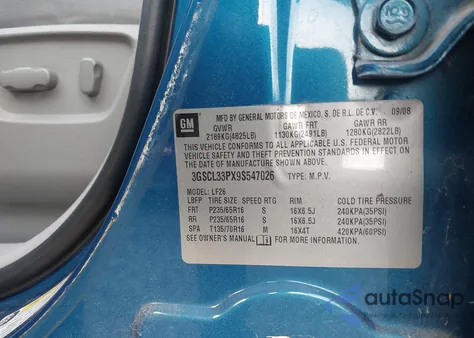 GM
MFD BY GENERAL MOTORS DE MEXICO, S. DE R.L. DE C.V. 09/08
GVWR GAWR FRT GAWR RR
2189KG(4825LB) 1130KG(2491LB) 1280KG(2822LB)
THIS VEHICLE CONFORMS TO ALL APPLICABLE U.S. FEDERAL MOTOR
VEHICLE SAFETY AND THEFT PREVENTION STANDARDS IN EFFECT ON
THE DATE OF MANUFACTURE SHOWN ABOVE.
3GSCL33PX9S547026 TYPE: M.P.V.
MODEL: LF26
LBFP TIRE SIZE SPEED RTG RIM COLD TIRE PRESSURE
FRT P235/65R16 S 16X6.5J 240KPA(35PSI)
RR P235/65R16 S 16X6.5J 240KPA(35PSI)
SPA T135/70R16 M 16X4T 420KPA(60PSI)
SEE OWNER'S MANUAL i FOR MORE INFORMATION.
autoSnap